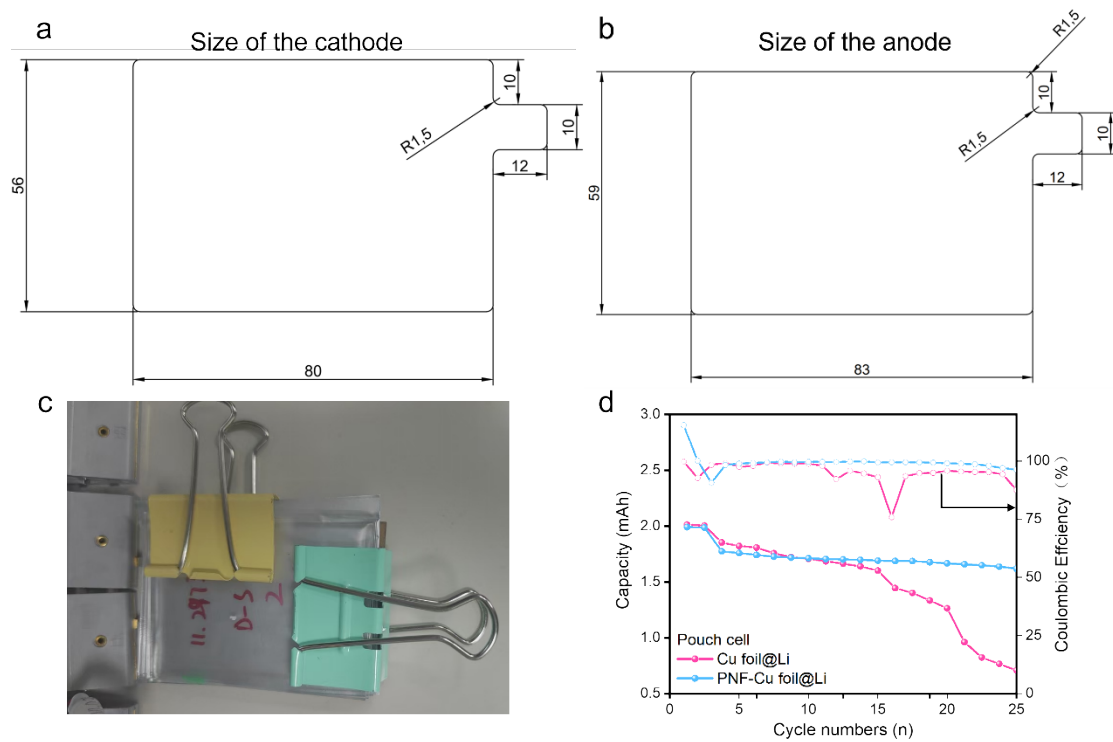 a
Size of the cathode
10
R1,5
10
12
56
80
b
Size of the anode
R1,5
10
R1,5
10
12
59
83
c
11.29
D-S
2
d
3.0
2.5
2.0
1.5
1.0
0.5
Capacity (mAh)
100
75
50
25
0
Coulombic Effciency (%)
Pouch cell
Cu foil@Li
PNF-Cu foil@Li
0
5
10
15
20
25
Cycle numbers (n)